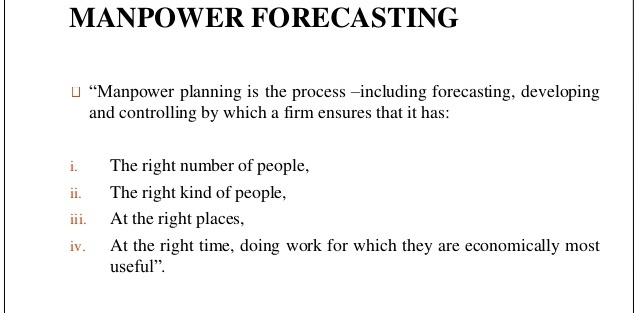 MANPOWER FORECASTING
“Manpower planning is the process –including forecasting, developing
and controlling by which a firm ensures that it has:
i. The right number of people,
ii. The right kind of people,
iii. At the right places,
iv. At the right time, doing work for which they are economically most
useful”.